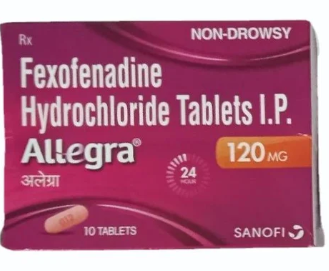 Rx
NON-DROWSY
Fexofenadine
Hydrochloride Tablets I.P.
Allegra®
120 MG
अलेग्रा
24
HOUR
10 TABLETS
SANOFI